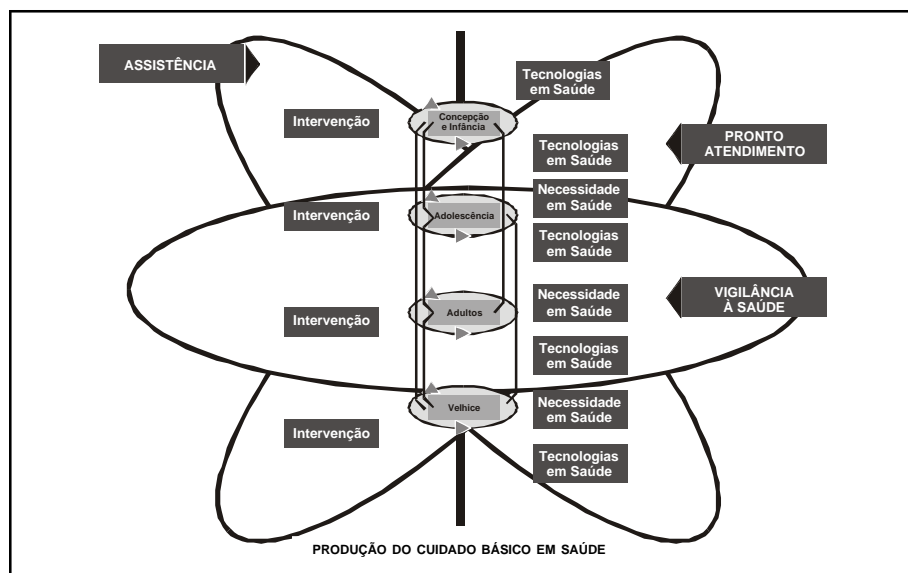 ASSISTÊNCIA
Tecnologias
em Saúde
Intervenção
Concepção
e Infância
Tecnologias
em Saúde
PRONTO
ATENDIMENTO
Necessidade
em Saúde
Intervenção
Adolescência
Tecnologias
em Saúde
Necessidade
em Saúde
VIGILÂNCIA
À SAÚDE
Intervenção
Adultos
Tecnologias
em Saúde
Necessidade
em Saúde
Intervenção
Velhice
Tecnologias
em Saúde
PRODUÇÃO DO CUIDADO BÁSICO EM SAÚDE